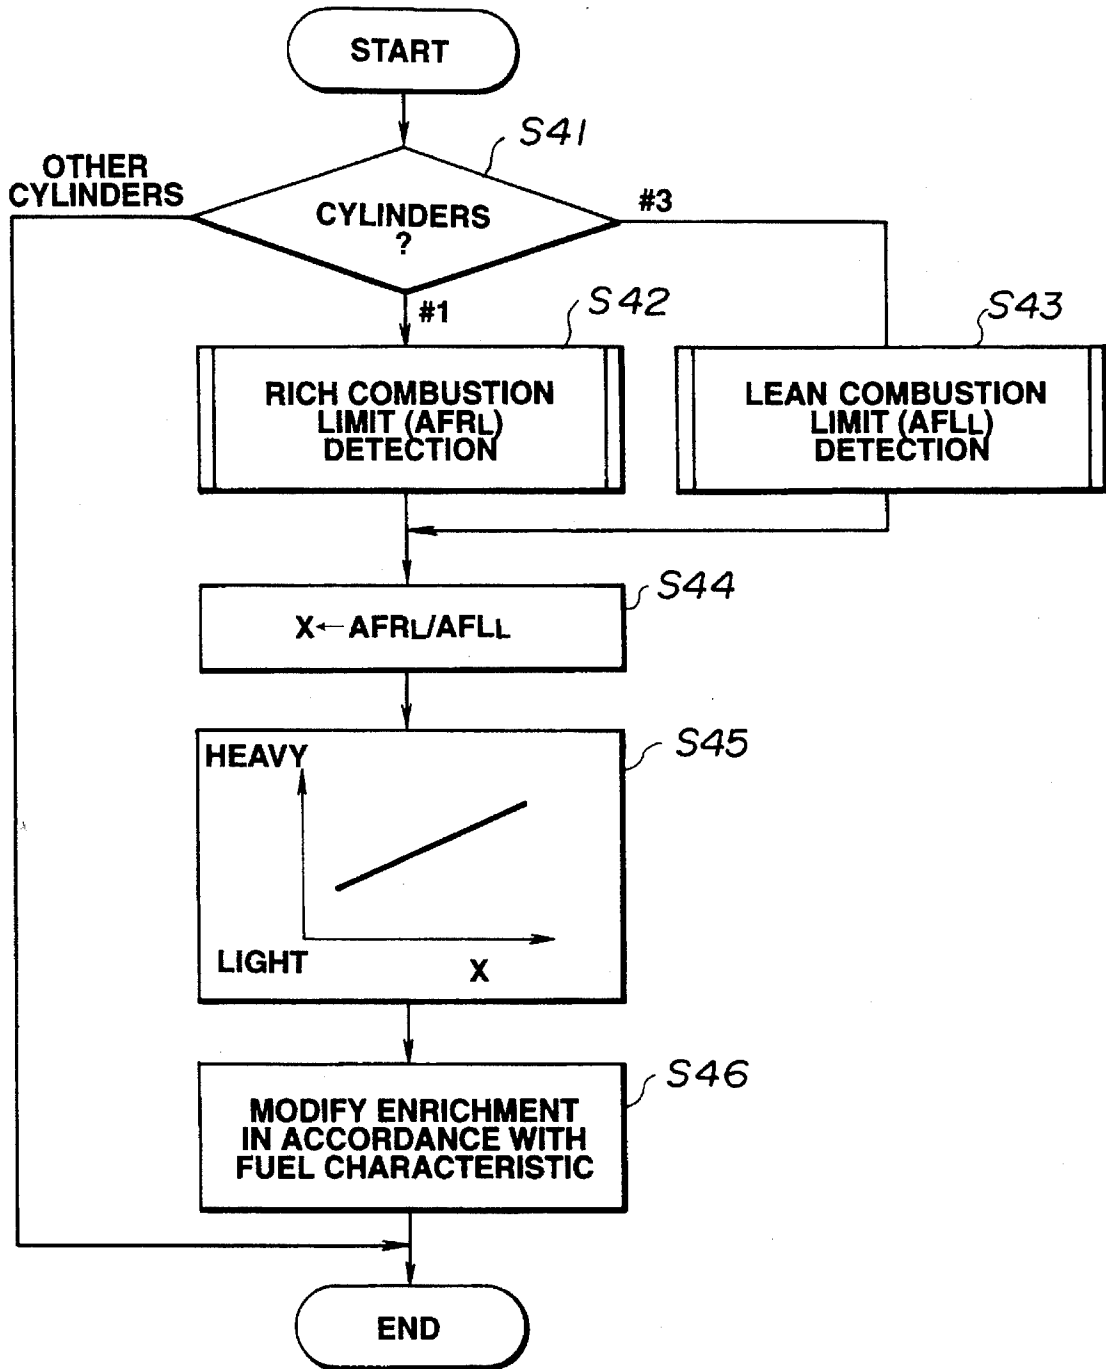 START
S41
OTHER
CYLINDERS
CYLINDERS
?
#3
#1
S42
S43
RICH COMBUSTION
LIMIT (AFRL)
DETECTION
LEAN COMBUSTION
LIMIT (AFLL)
DETECTION
S44
X ← AFRL/AFLL
S45
HEAVY
LIGHT
X
S46
MODIFY ENRICHMENT
IN ACCORDANCE WITH
FUEL CHARACTERISTIC
END